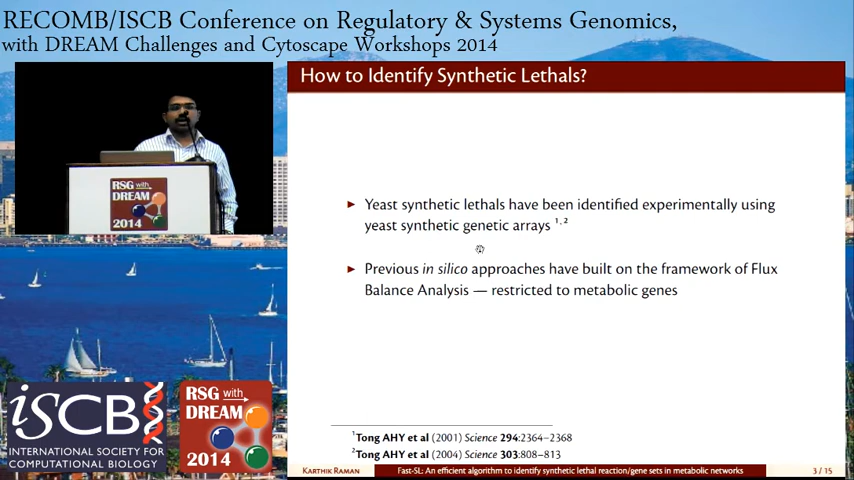 RECOMB/ISCB Conference on Regulatory & Systems Genomics,
with DREAM Challenges and Cytoscape Workshops 2014
How to Identify Synthetic Lethals?
RSG with
DREAM
2014
▶ Yeast synthetic lethals have been identified experimentally using
yeast synthetic genetic arrays 1,2
▶ Previous in silico approaches have built on the framework of Flux
Balance Analysis — restricted to metabolic genes
iSCB
INTERNATIONAL SOCIETY FOR
COMPUTATIONAL BIOLOGY
RSG with
DREAM
2014
1Tong AHY et al (2001) Science 294:2364–2368
2Tong AHY et al (2004) Science 303:808–813
KARTHIK RAMAN
Fast-SL: An efficient algorithm to identify synthetic lethal reaction/gene sets in metabolic networks
3 / 15